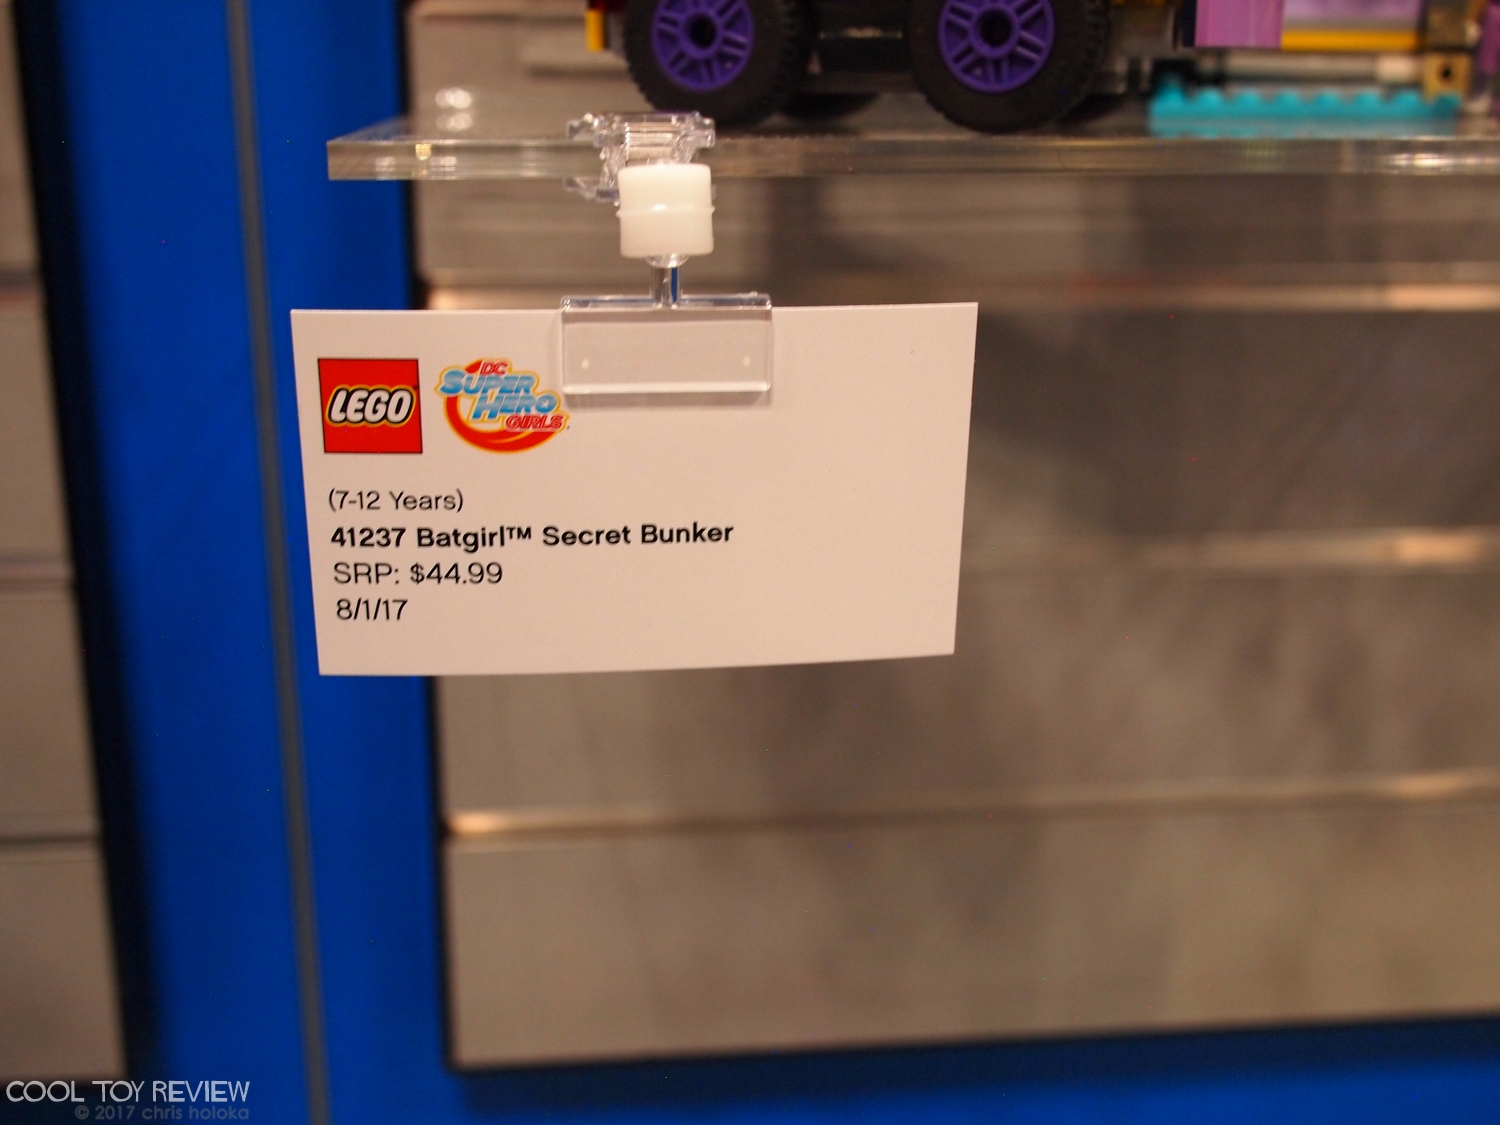 LEGO
DC
SUPER
HERO
GIRLS
(7-12 Years)
41237 Batgirl™ Secret Bunker
SRP: $44.99
8/1/17
COOL TOY REVIEW
© 2017 chris holoka